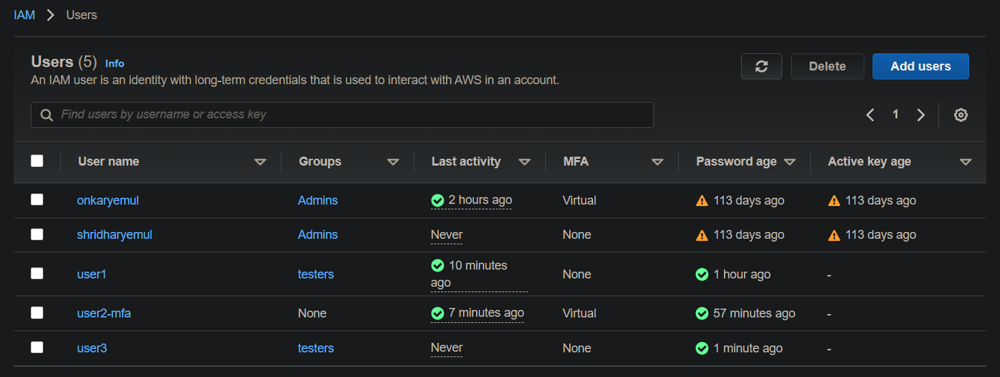 IAM > Users
Users (5) Info
An IAM user is an identity with long-term credentials that is used to interact with AWS in an account.
Delete
Add users
Find users by username or access key
1
User name Groups Last activity MFA Password age Active key age
onkaryemul Admins 2 hours ago Virtual 113 days ago 113 days ago
shridharyemul Admins Never None 113 days ago 113 days ago
user1 testers 10 minutes ago None 1 hour ago -
user2-mfa None 7 minutes ago Virtual 57 minutes ago -
user3 testers Never None 1 minute ago -